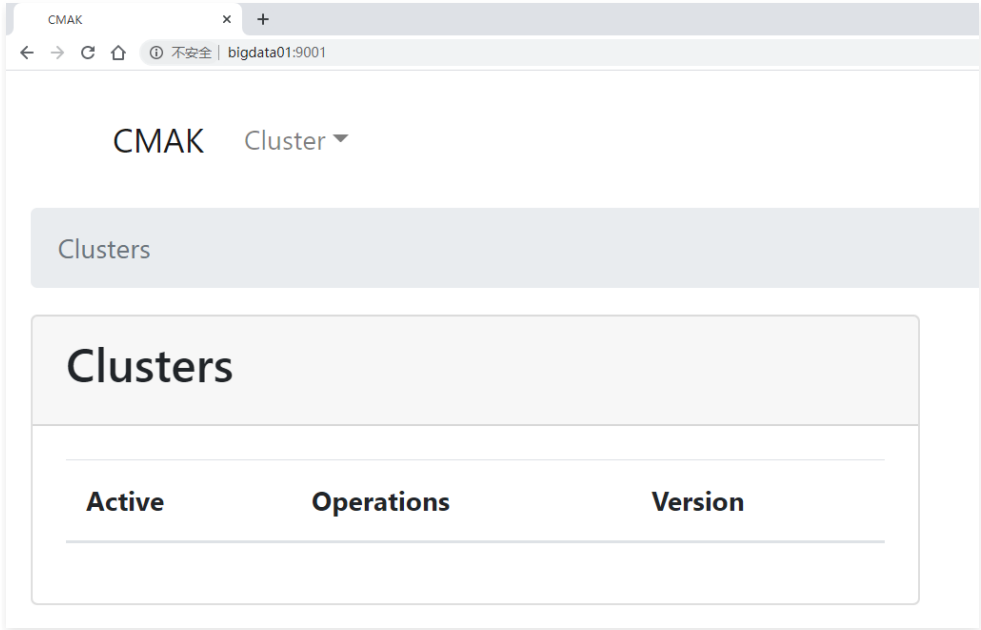 CMAK
不安全 bigdata01:9001
CMAK Cluster
Clusters
Clusters
Active Operations Version